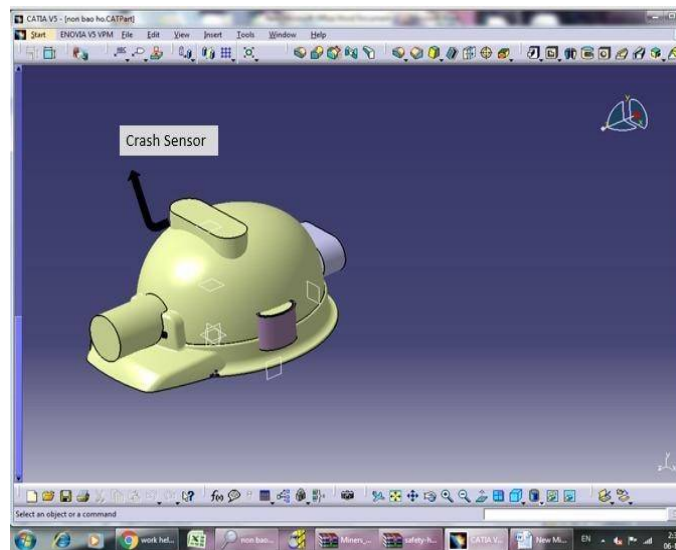 CATIA V5 - [non bao ho.CATPart]
Start ENOVIA V5 VPM File Edit View Insert Tools Window Help
Crash Sensor
Select an object or a command
work hel... non bao... Miners_... safety-h... CATIA V... New Mi... EN